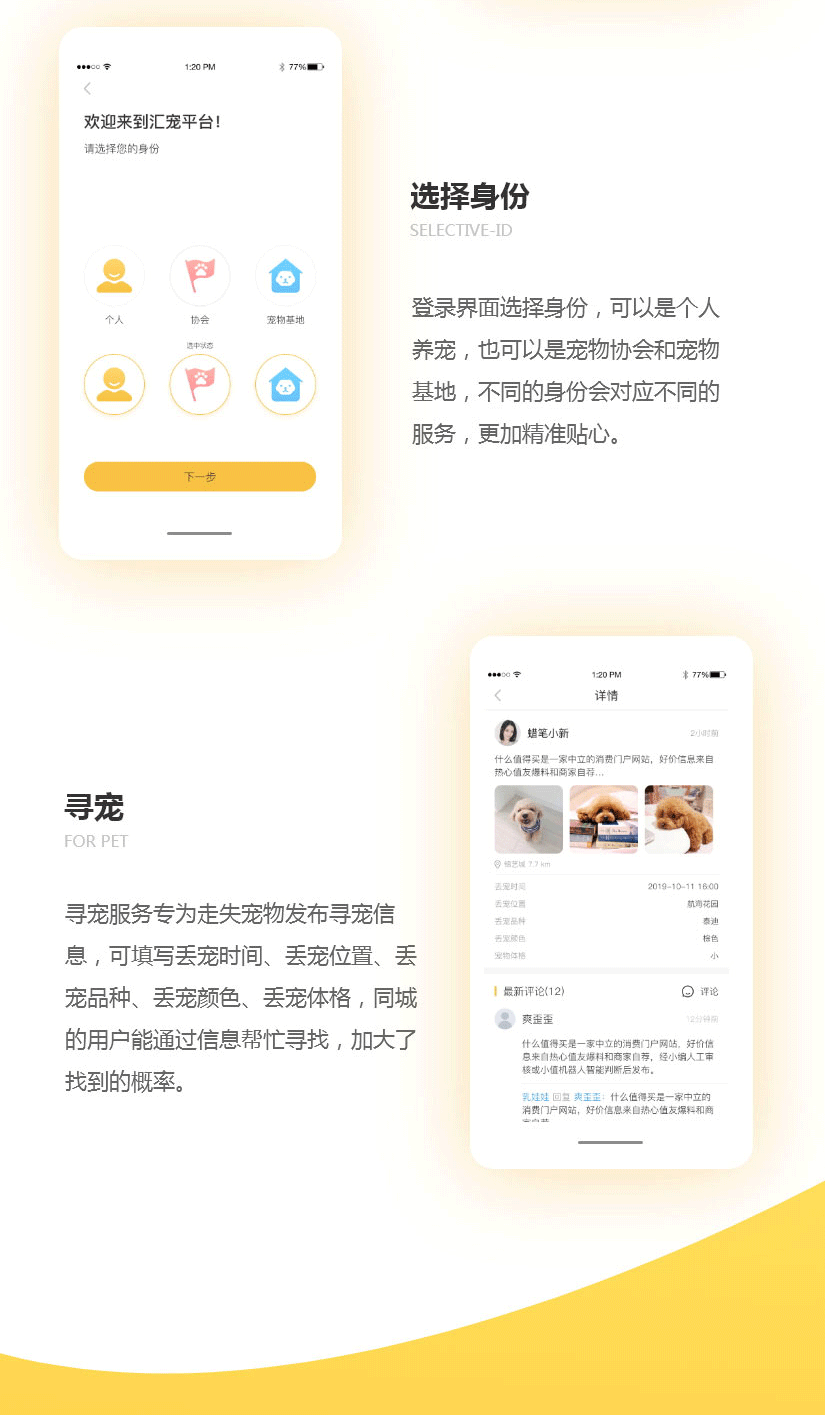 1:20 PM
77%
欢迎来到汇宠平台!
请选择您的身份
个人
协会
宠物基地
选中状态
下一步
选择身份
SELECTIVE-ID
登录界面选择身份，可以是个人
养宠，也可以是宠物协会和宠物
基地，不同的身份会对应不同的
服务，更加精准贴心。
寻宠
FOR PET
寻宠服务专为走失宠物发布寻宠信
息，可填写丢宠时间、丢宠位置、丢
宠品种、丢宠颜色、丢宠体格，同城
的用户能通过信息帮忙寻找，加大了
找到的概率。
1:20 PM
77%
详情
蜡笔小新
2小时前
什么值得买是一家中立的消费门户网站，好价信息来自
热心值友爆料和商家自荐...
7.7 km
丢宠时间
2019-10-11 16:00
丢宠位置
航海花园
丢宠品种
泰迪
丢宠颜色
棕色
宠物体格
小
最新评论(12)
评论
爽歪歪
12分钟前
什么值得买是一家中立的消费门户网站，好价信
息来自热心值友爆料和商家自荐，经小编人工审
核或小值机器人智能判断后发布。
乳娃娃 回复 爽歪歪：什么值得买是一家中立的
消费门户网站，好价信息来自热心值友爆料和商